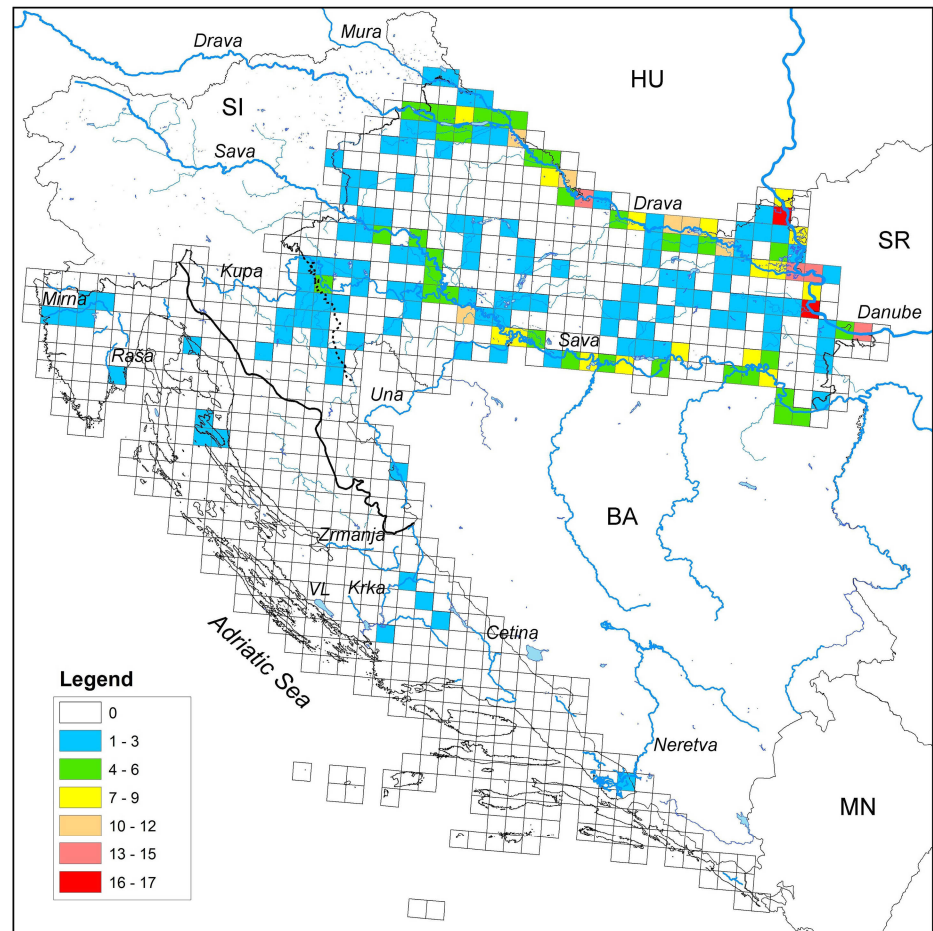 Mura
Drava
HU
SI
Sava
Drava
SR
Kupa
Mirna
Danube
Raša
Sava
Una
BA
Zrmanja
VL
Krka
Cetina
Adriatic Sea
Legend
0
1 - 3
4 - 6
7 - 9
10 - 12
13 - 15
16 - 17
Neretva
MN